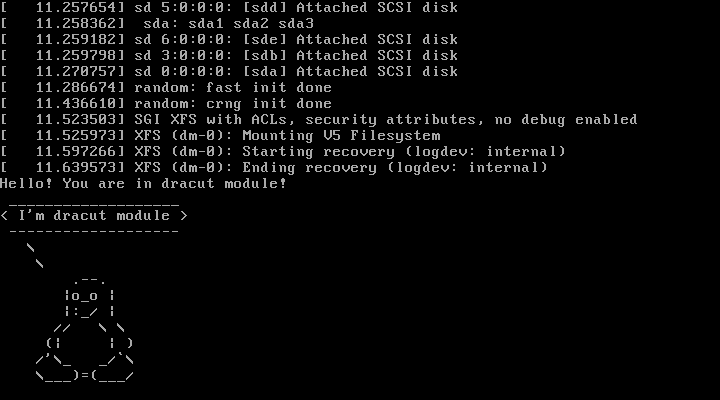 [   11.257654] sd 5:0:0:0: [sdd] Attached SCSI disk
[   11.258362]  sda: sda1 sda2 sda3
[   11.259182] sd 6:0:0:0: [sde] Attached SCSI disk
[   11.259798] sd 3:0:0:0: [sdb] Attached SCSI disk
[   11.270757] sd 0:0:0:0: [sda] Attached SCSI disk
[   11.286674] random: fast init done
[   11.436610] random: crng init done
[   11.523503] SGI XFS with ACLs, security attributes, no debug enabled
[   11.525973] XFS (dm-0): Mounting V5 Filesystem
[   11.597266] XFS (dm-0): Starting recovery (logdev: internal)
[   11.639573] XFS (dm-0): Ending recovery (logdev: internal)
Hello! You are in dracut module!
 ___________________
< I'm dracut module >
 -------------------
   \
    \
        .--.
       |o_o |
       |:_/ |
      //   \ \
     (|     | )
    /'\_   _/`\
    \___)=(___/